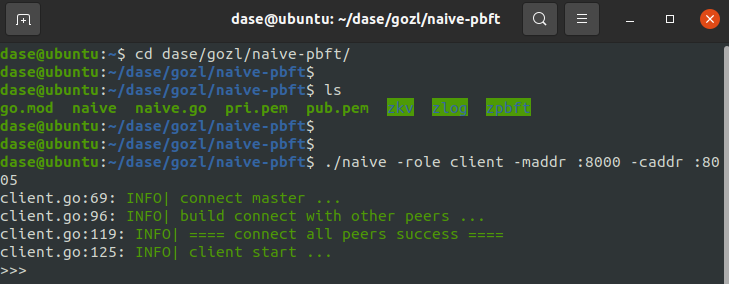 dase@ubuntu: ~/dase/gozl/naive-pbft
dase@ubuntu:~$ cd dase/gozl/naive-pbft/
dase@ubuntu:~/dase/gozl/naive-pbft$
dase@ubuntu:~/dase/gozl/naive-pbft$ ls
go.mod naive naive.go pri.pem pub.pem zkv zlog zpbft
dase@ubuntu:~/dase/gozl/naive-pbft$
dase@ubuntu:~/dase/gozl/naive-pbft$
dase@ubuntu:~/dase/gozl/naive-pbft$ ./naive -role client -maddr :8000 -caddr :80
05
client.go:69: INFO| connect master ...
client.go:96: INFO| build connect with other peers ...
client.go:119: INFO| ==== connect all peers success ====
client.go:125: INFO| client start ...
>>>